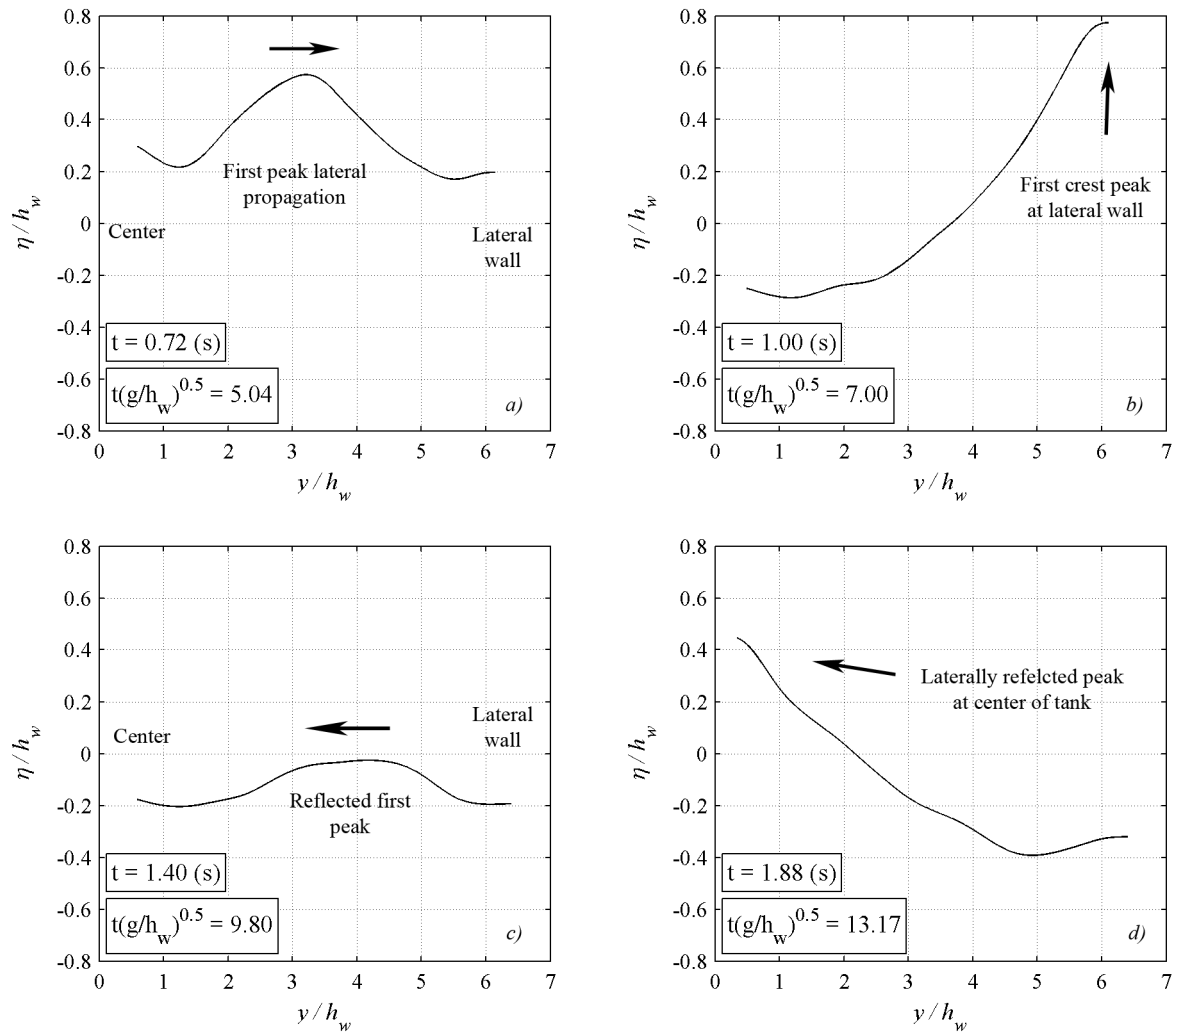 0.8
0.6
0.4
0.2
0
-0.2
-0.4
-0.6
-0.8
η / h_w
First peak lateral
propagation
Center
Lateral
wall
t = 0.72 (s)
t(g/h_w)^0.5 = 5.04
a)
0 1 2 3 4 5 6 7
y / h_w
0.8
0.6
0.4
0.2
0
-0.2
-0.4
-0.6
-0.8
η / h_w
First crest peak
at lateral wall
t = 1.00 (s)
t(g/h_w)^0.5 = 7.00
b)
0 1 2 3 4 5 6 7
y / h_w
0.8
0.6
0.4
0.2
0
-0.2
-0.4
-0.6
-0.8
η / h_w
Center
Lateral
wall
Reflected first
peak
t = 1.40 (s)
t(g/h_w)^0.5 = 9.80
c)
0 1 2 3 4 5 6 7
y / h_w
0.8
0.6
0.4
0.2
0
-0.2
-0.4
-0.6
-0.8
η / h_w
Laterally refelcted peak
at center of tank
t = 1.88 (s)
t(g/h_w)^0.5 = 13.17
d)
0 1 2 3 4 5 6 7
y / h_w